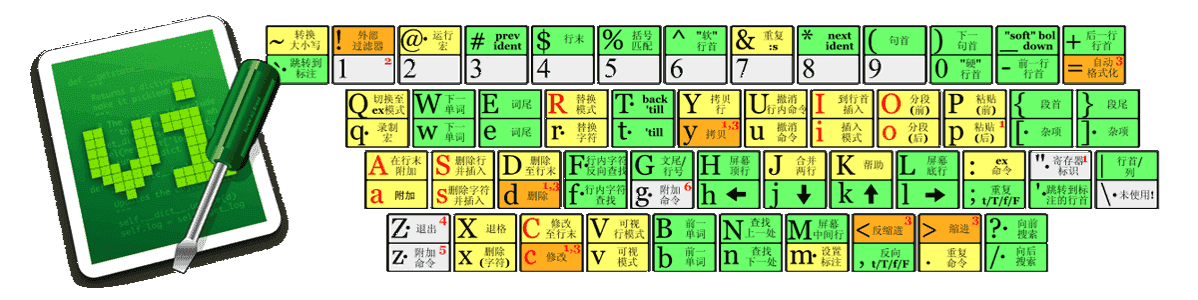 vi
~ 转换
大小写
! 外部
过滤器
@• 运行
宏
# prev
ident
$ 行末
% 括号
匹配
^ "软"
行首
& 重复
:s
* next
ident
( 句首
) 下一
句首
"soft" bol
_ down
+ 后一行
行首
`• 跳转到
标注
1 2
2
3
4
5
6
7
8
9
0 "硬"
行首
- 前一行
行首
= 自动3
格式化
Q 切换至
ex模式
W 下一
单词
E 词尾
R 替换
模式
T• back
'till
Y 拷贝
行
U 撤消
行内命令
I 到行首
插入
O 分段
(前)
P 粘贴
(前)
{ 段首
} 段尾
q• 录制
宏
w 下一
单词
e 词尾
r• 替换
字符
t• 'till
y 拷贝1,3
u 撤消
命令
i 插入
模式
o 分段
(后)
p 粘贴1
(后)
[• 杂项
]• 杂项
A 在行末
附加
S 删除行
并插入
D 删除
至行末
F• 行内字符
反向查找
G 文尾/
行号
H 屏幕
顶行
J 合并
两行
K 帮助
L 屏幕
底行
: ex
命令
"• 寄存器1
标识
| 行首/
列
a 附加
s 删除字符
并插入
d 删除1,3
f• 行内字符
查找
g• 附加6
命令
h ←
j ↓
k ↑
l →
; 重复
t/T/f/F
'• 跳转到标
注的行首
\• 未使用!
Z• 退出4
X 退格
C 修改
至行末
V 可视
行模式
B 前一
单词
N 查找
上一处
M 屏幕
中间行
< 反缩进3
> 缩进3
?• 向前
搜索
z• 附加5
命令
x 删除
(字符)
c 修改1,3
v 可视
模式
b 前一
单词
n 查找
下一处
m• 设置
标注
, 反向
t/T/f/F
. 重复
命令
/• 向后
搜索